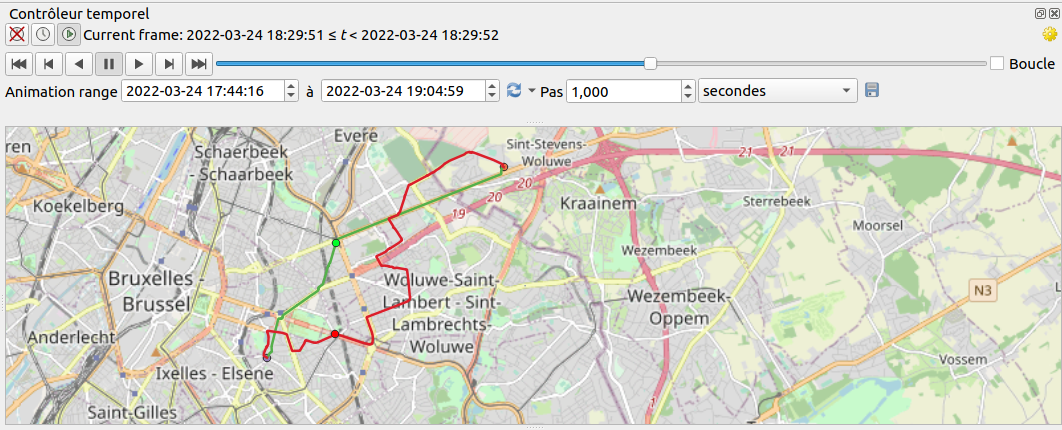 Contrôleur temporel
Current frame: 2022-03-24 18:29:51 ≤ t < 2022-03-24 18:29:52
Boucle
Animation range 2022-03-24 17:44:16 à 2022-03-24 19:04:59 Pas 1,000 secondes
Evere
Sint-Stevens-
Woluwe
21 21
ren
Schaerbeek
- Schaarbeek
20
20
Koekelberg
19
Kraainem
Sterrebeek
Moorsel
Wezembeek
Bruxelles
Brussel
Woluwe-Saint-
Lambert - Sint-
Lambrechts-
Woluwe
Wezembeek-
Oppem
N3
L
Anderlecht
Vossem
Ixelles - Elsene
Saint-Gilles
1